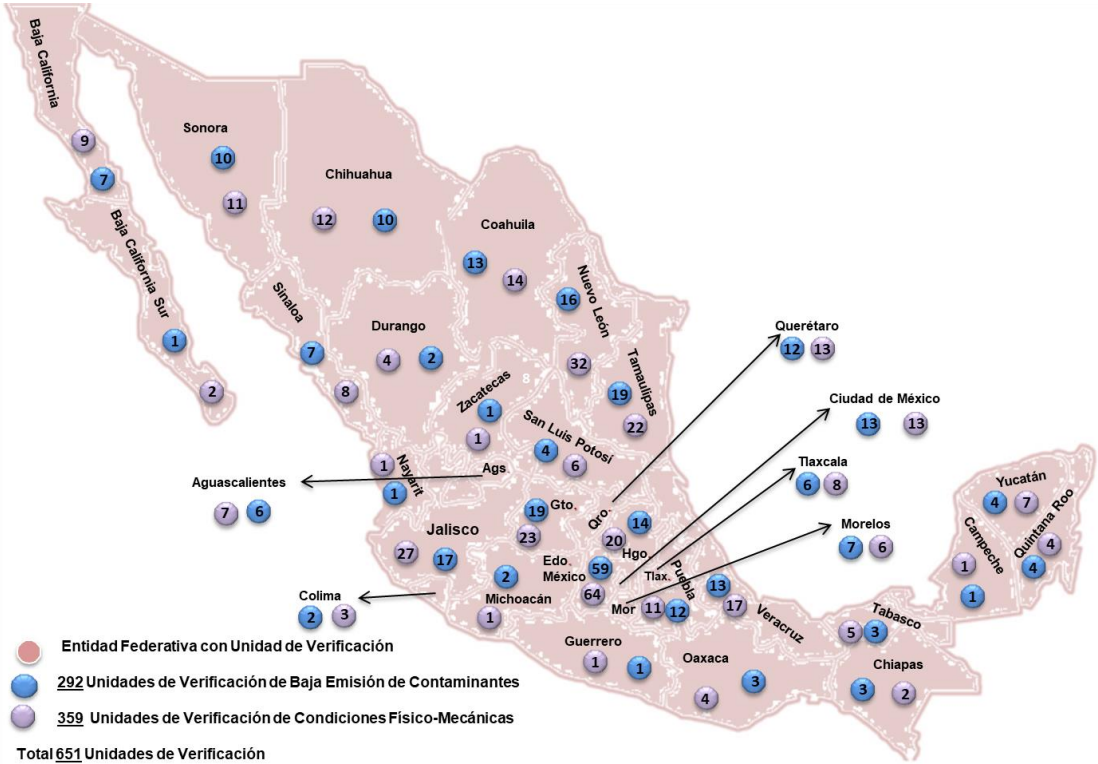 Baja California
9
7
Sonora
10
11
Chihuahua
12
10
Coahuila
13
14
Nuevo León
16
32
Baja California Sur
1
2
Sinaloa
7
8
Durango
4
2
Tamaulipas
19
22
Zacatecas
1
1
8
San Luis Potosí
4
6
Querétaro
12
13
Ciudad de México
13
13
Tlaxcala
6
8
Morelos
7
6
Aguascalientes
7
6
Ags
Nayarit
1
1
Jalisco
27
17
19
Gto.
23
Qro.
14
20
Hgo.
Edo.
México
59
64
Tlax.
Mor
Puebla
11
12
13
17
Veracruz
2
Michoacán
1
Colima
2
3
Guerrero
1
1
Oaxaca
3
4
Tabasco
5
3
Chiapas
3
2
Campeche
1
1
Yucatán
4
7
Quintana Roo
4
4
Entidad Federativa con Unidad de Verificación
292 Unidades de Verificación de Baja Emisión de Contaminantes
359 Unidades de Verificación de Condiciones Físico-Mecánicas
Total 651 Unidades de Verificación